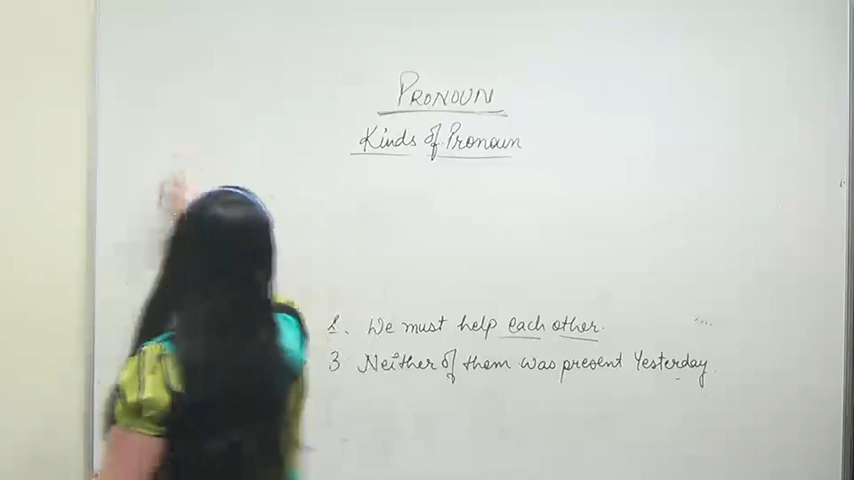 PRONOUN
Kinds of Pronoun
2. We must help each other.
3 Neither of them was present Yesterday.